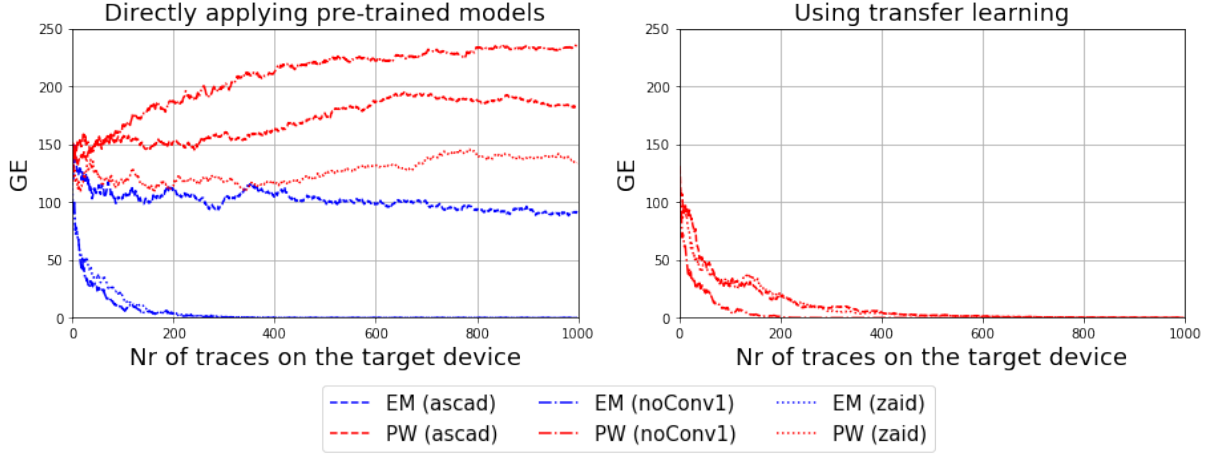 Directly applying pre-trained models
250
200
150
100
50
0
GE
0 200 400 600 800 1000
Nr of traces on the target device
Using transfer learning
250
200
150
100
50
0
GE
0 200 400 600 800 1000
Nr of traces on the target device
EM (ascad) EM (noConv1) EM (zaid)
PW (ascad) PW (noConv1) PW (zaid)